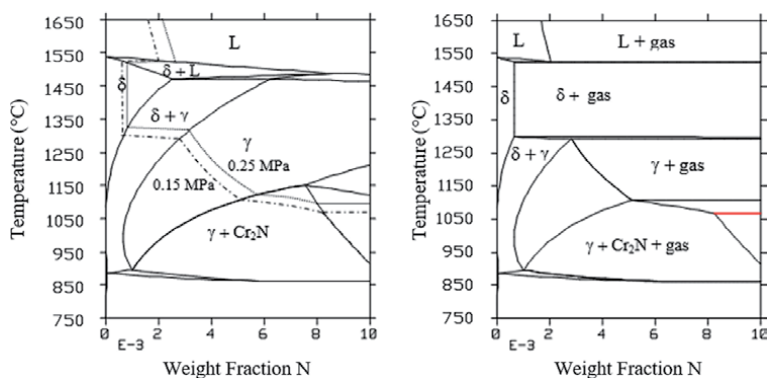 1650
1550
1450
1350
1250
1150
1050
950
850
750
Temperature (°C)
L
δ + L
δ
δ + γ
γ
0.25 MPa
0.15 MPa
γ + Cr₂N
0 2 4 6 8 10
E-3
Weight Fraction N
1650
1550
1450
1350
1250
1150
1050
950
850
750
Temperature (°C)
L
L + gas
δ
δ + gas
δ + γ
γ + gas
γ + Cr₂N + gas
0 2 4 6 8 10
E-3
Weight Fraction N